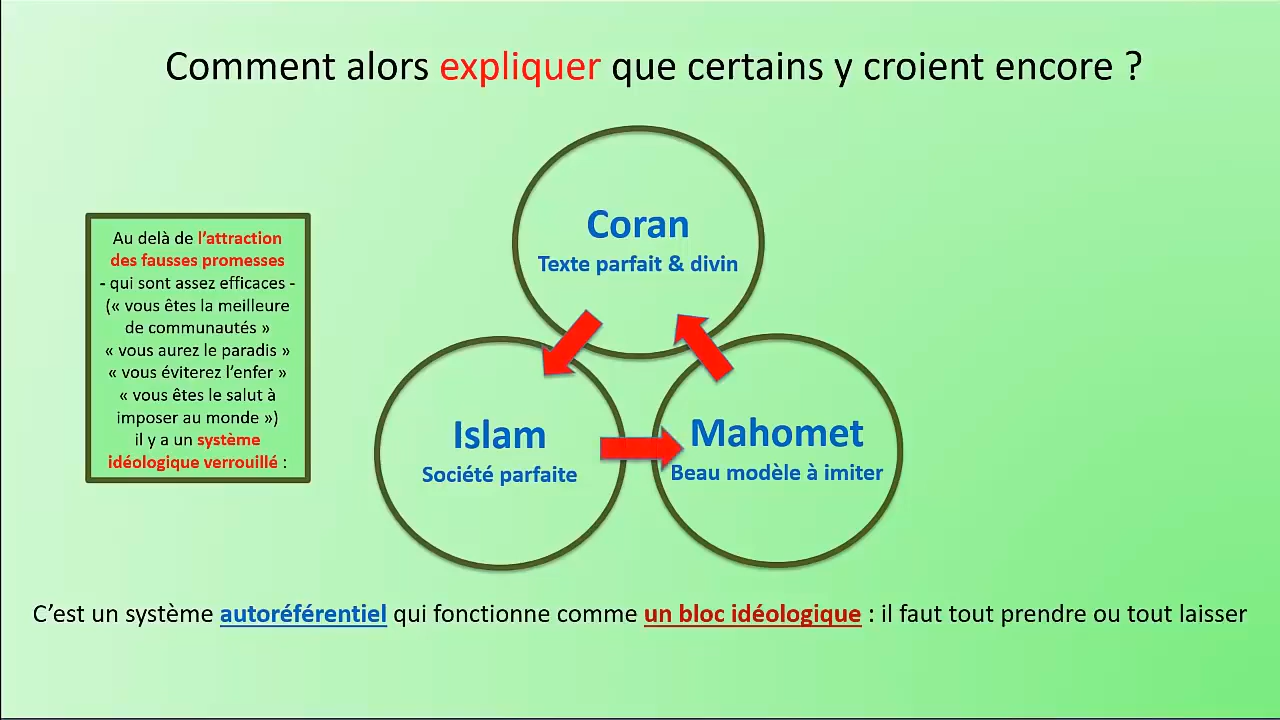 Comment alors expliquer que certains y croient encore ?
Au delà de l’attraction
des fausses promesses
- qui sont assez efficaces -
(« vous êtes la meilleure
de communautés »
« vous aurez le paradis »
« vous éviterez l’enfer »
« vous êtes le salut à
imposer au monde »)
il y a un système
idéologique verrouillé :
Coran
Texte parfait & divin
Islam
Société parfaite
Mahomet
Beau modèle à imiter
C’est un système autoréférentiel qui fonctionne comme un bloc idéologique : il faut tout prendre ou tout laisser